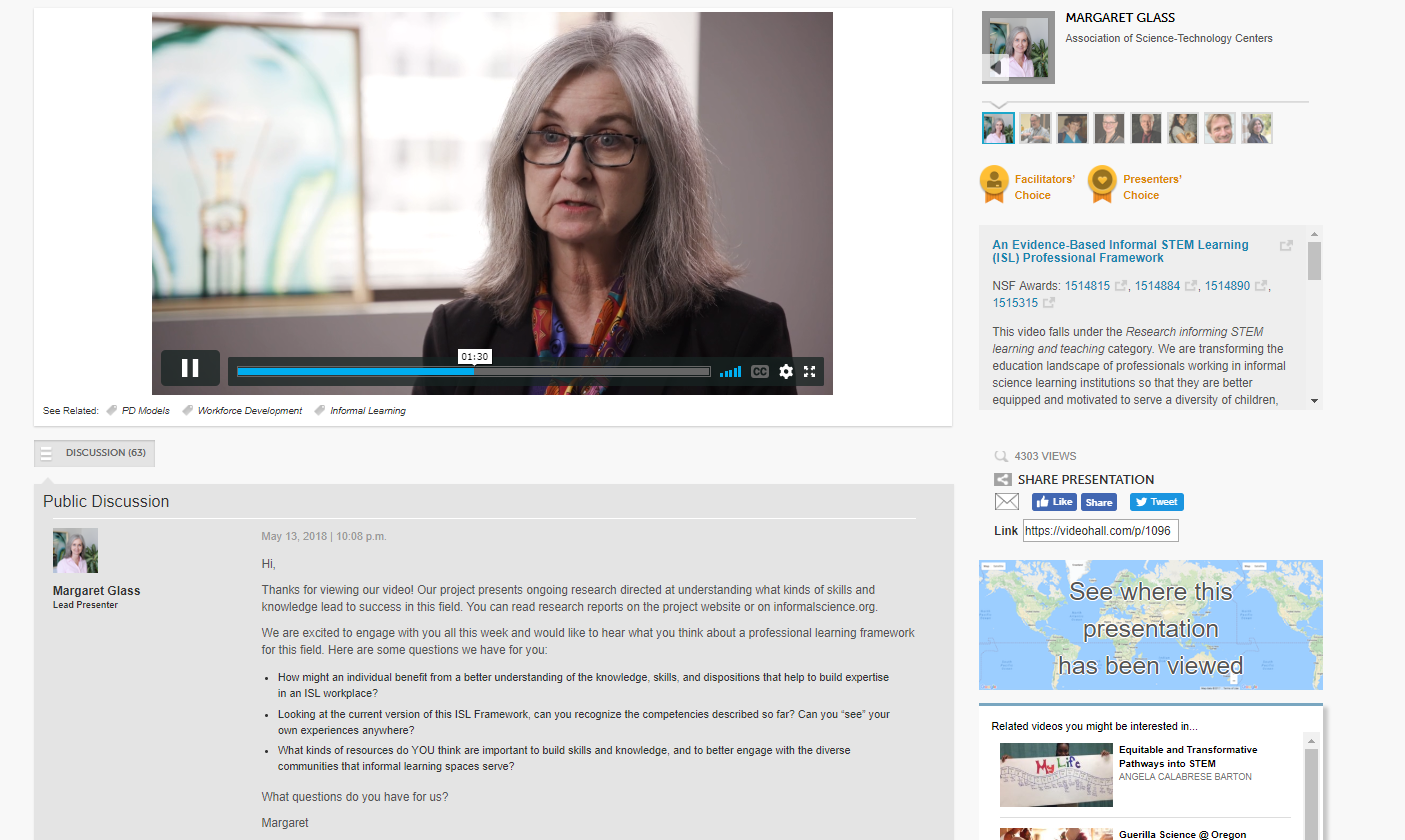 MARGARET GLASS
Association of Science-Technology Centers
Facilitators'
Choice
Presenters'
Choice
An Evidence-Based Informal STEM Learning
(ISL) Professional Framework
NSF Awards: 1514815 , 1514884 , 1514890 ,
1515315
This video falls under the Research informing STEM
learning and teaching category. We are transforming the
education landscape of professionals working in informal
science learning institutions so that they are better
equipped and motivated to serve a diversity of children,
01:30
CC
See Related: PD Models Workforce Development Informal Learning
DISCUSSION (63)
Public Discussion
Margaret Glass
Lead Presenter
May 13, 2018 | 10:08 p.m.
Hi,
Thanks for viewing our video! Our project presents ongoing research directed at understanding what kinds of skills and
knowledge lead to success in this field. You can read research reports on the project website or on informalscience.org.
We are excited to engage with you all this week and would like to hear what you think about a professional learning framework
for this field. Here are some questions we have for you:
• How might an individual benefit from a better understanding of the knowledge, skills, and dispositions that help to build expertise
in an ISL workplace?
• Looking at the current version of this ISL Framework, can you recognize the competencies described so far? Can you “see” your
own experiences anywhere?
• What kinds of resources do YOU think are important to build skills and knowledge, and to better engage with the diverse
communities that informal learning spaces serve?
What questions do you have for us?
Margaret
4303 VIEWS
SHARE PRESENTATION
Like Share Tweet
Link https://videohall.com/p/1096
See where this
presentation
has been viewed
Related videos you might be interested in...
My Life
Equitable and Transformative
Pathways into STEM
ANGELA CALABRESE BARTON
Guerilla Science @ Oregon